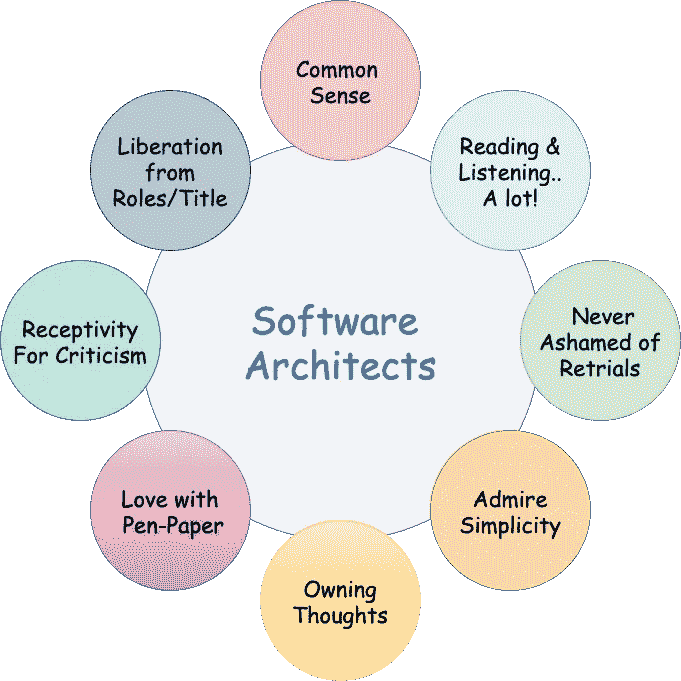 Common
Sense
Reading &
Listening..
A lot!
Never
Ashamed of
Retrials
Admire
Simplicity
Owning
Thoughts
Love with
Pen-Paper
Receptivity
For Criticism
Liberation
from
Roles/Title
Software
Architects